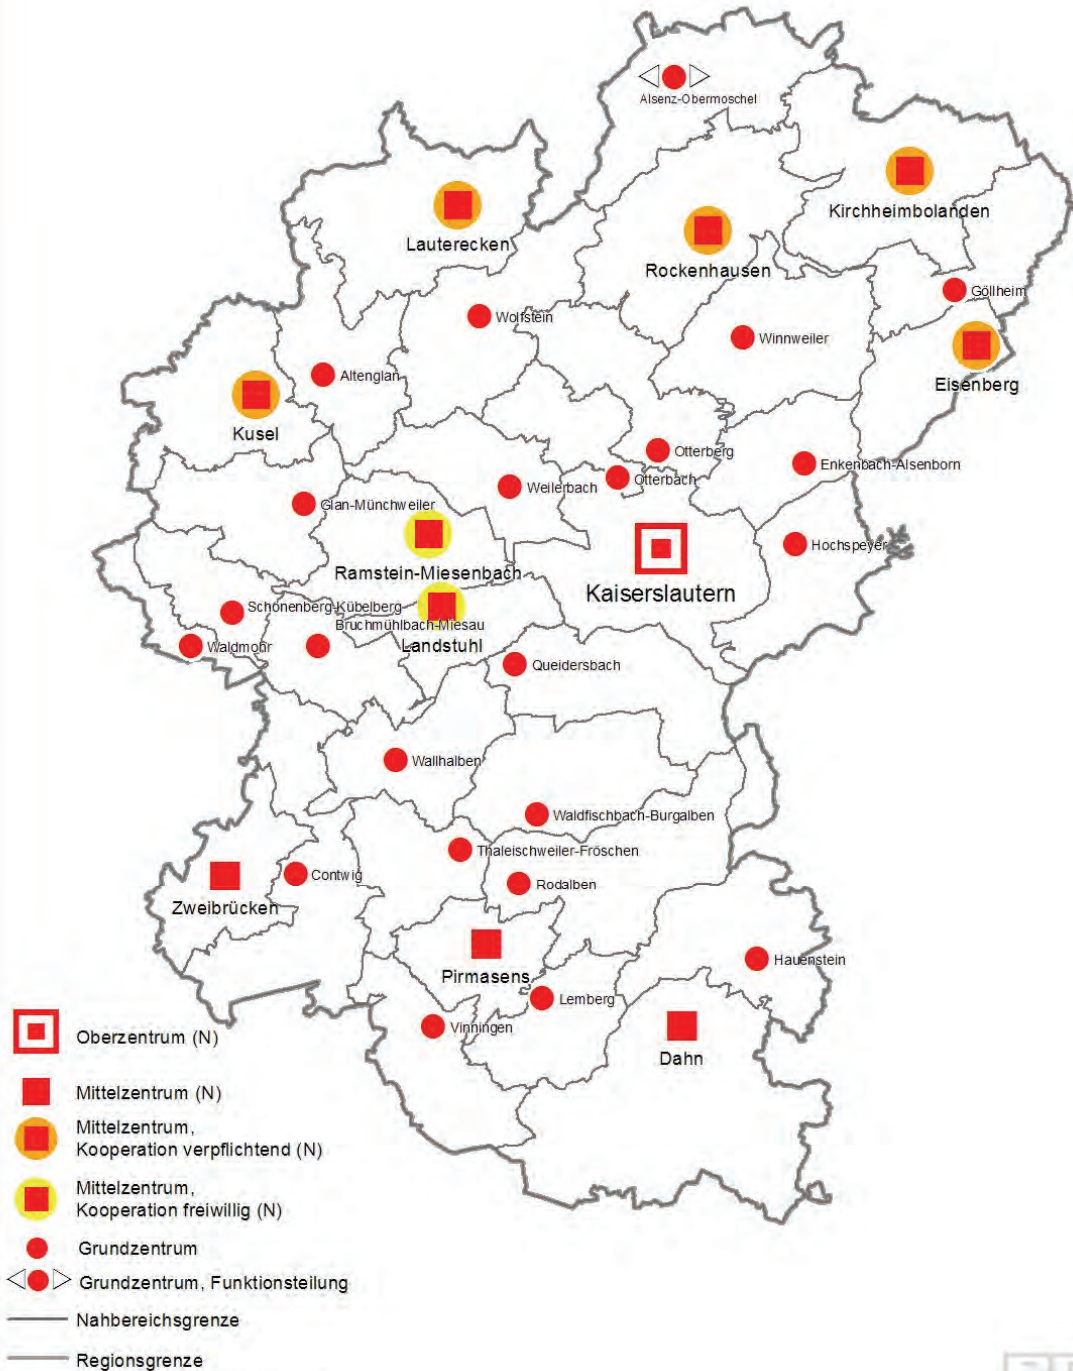 Alsenz-Obermoschel
Kirchheimbolanden
Lauterecken
Rockenhausen
Göllheim
Wolfstein
Winnweiler
Altenglan
Eisenberg
Kusel
Otterberg
Enkenbach-Alsenborn
Otterbach
Weilerbach
Glan-Münchweiler
Hochspeyer
Ramstein-Miesenbach
Kaiserslautern
Schönenberg-Kübelberg
Bruchmühlbach-Miesau
Waldmohr
Landstuhl
Queidersbach
Wallhalben
Waldfischbach-Burgalben
Thaleischweiler-Fröschen
Contwig
Rodalben
Zweibrücken
Hauenstein
Pirmasens
Lemberg
Vinningen
Dahn
Oberzentrum (N)
Mittelzentrum (N)
Mittelzentrum,
Kooperation verpflichtend (N)
Mittelzentrum,
Kooperation freiwillig (N)
Grundzentrum
Grundzentrum, Funktionsteilung
Nahbereichsgrenze
Regionsgrenze